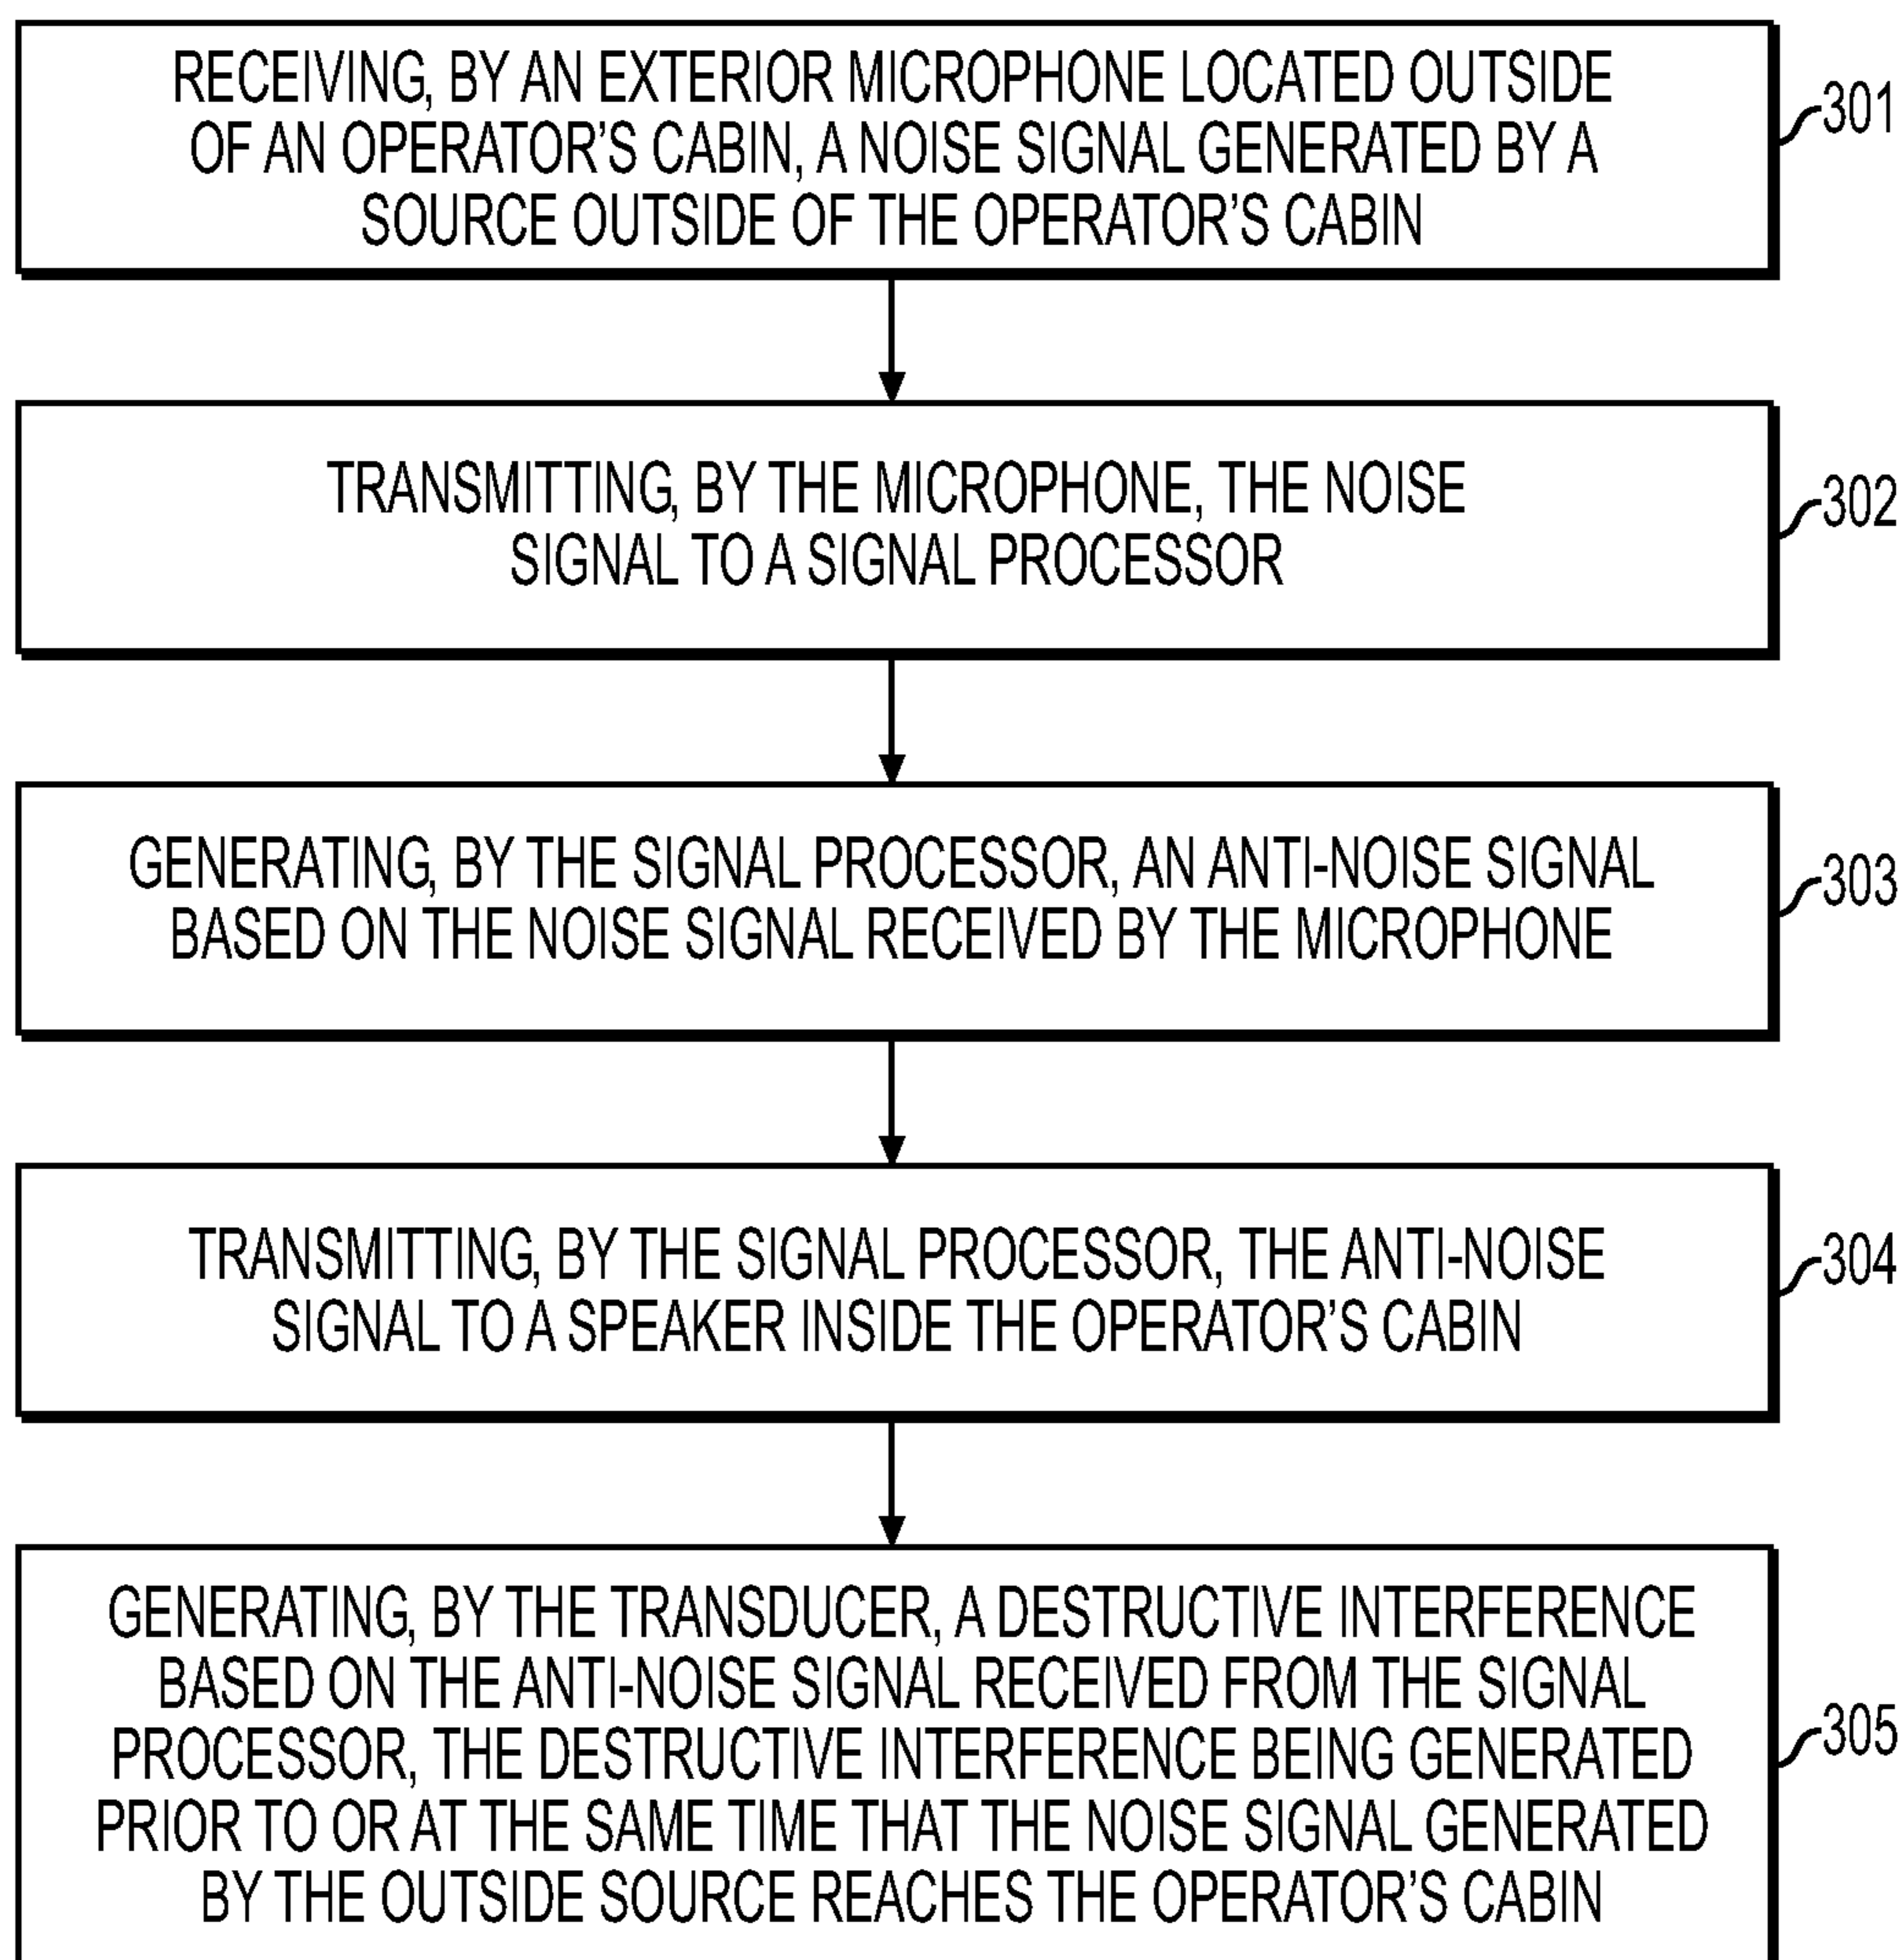 RECEIVING, BY AN EXTERIOR MICROPHONE LOCATED OUTSIDE
OF AN OPERATOR'S CABIN, A NOISE SIGNAL GENERATED BY A
SOURCE OUTSIDE OF THE OPERATOR'S CABIN
301
TRANSMITTING, BY THE MICROPHONE, THE NOISE
SIGNAL TO A SIGNAL PROCESSOR
302
GENERATING, BY THE SIGNAL PROCESSOR, AN ANTI-NOISE SIGNAL
BASED ON THE NOISE SIGNAL RECEIVED BY THE MICROPHONE
303
TRANSMITTING, BY THE SIGNAL PROCESSOR, THE ANTI-NOISE
SIGNAL TO A SPEAKER INSIDE THE OPERATOR'S CABIN
304
GENERATING, BY THE TRANSDUCER, A DESTRUCTIVE INTERFERENCE
BASED ON THE ANTI-NOISE SIGNAL RECEIVED FROM THE SIGNAL
PROCESSOR, THE DESTRUCTIVE INTERFERENCE BEING GENERATED
PRIOR TO OR AT THE SAME TIME THAT THE NOISE SIGNAL GENERATED
BY THE OUTSIDE SOURCE REACHES THE OPERATOR'S CABIN
305